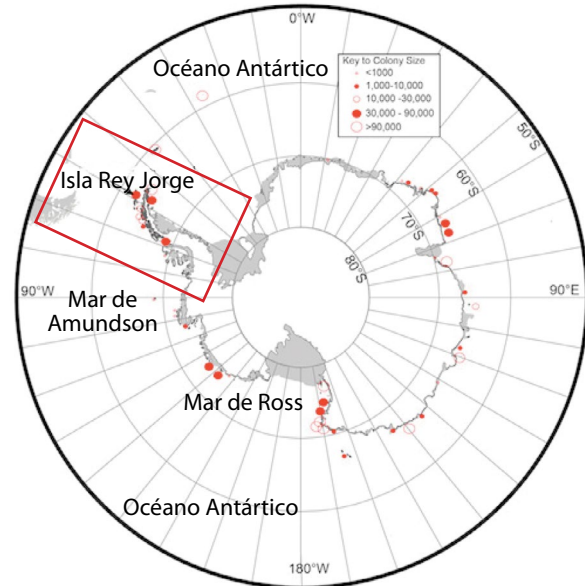 0°W
Océano Antártico
Key to Colony Size
<1000
1,000-10,000
10,000 -30,000
30,000 - 90,000
>90,000
50°S
60°S
Isla Rey Jorge
70°S
80°S
90°W
90°E
Mar de
Amundson
Mar de Ross
Océano Antártico
180°W